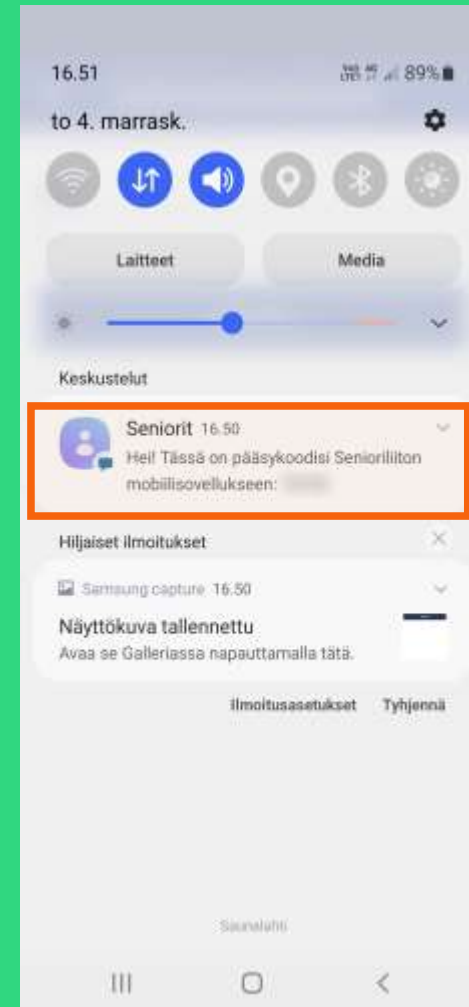 16.51
89%
to 4. marrask.
Laitteet
Media
Keskustelut
Seniorit 16.50
Hei! Tässä on pääsykoodisi Senioriliiton
mobiilisovellukseen:
Hiljaiset ilmoitukset
Samsung capture 16.50
Näyttökuva tallennettu
Avaa se Galleriassa napauttamalla tätä.
Ilmoitusasetukset Tyhjennä
Saunalahti